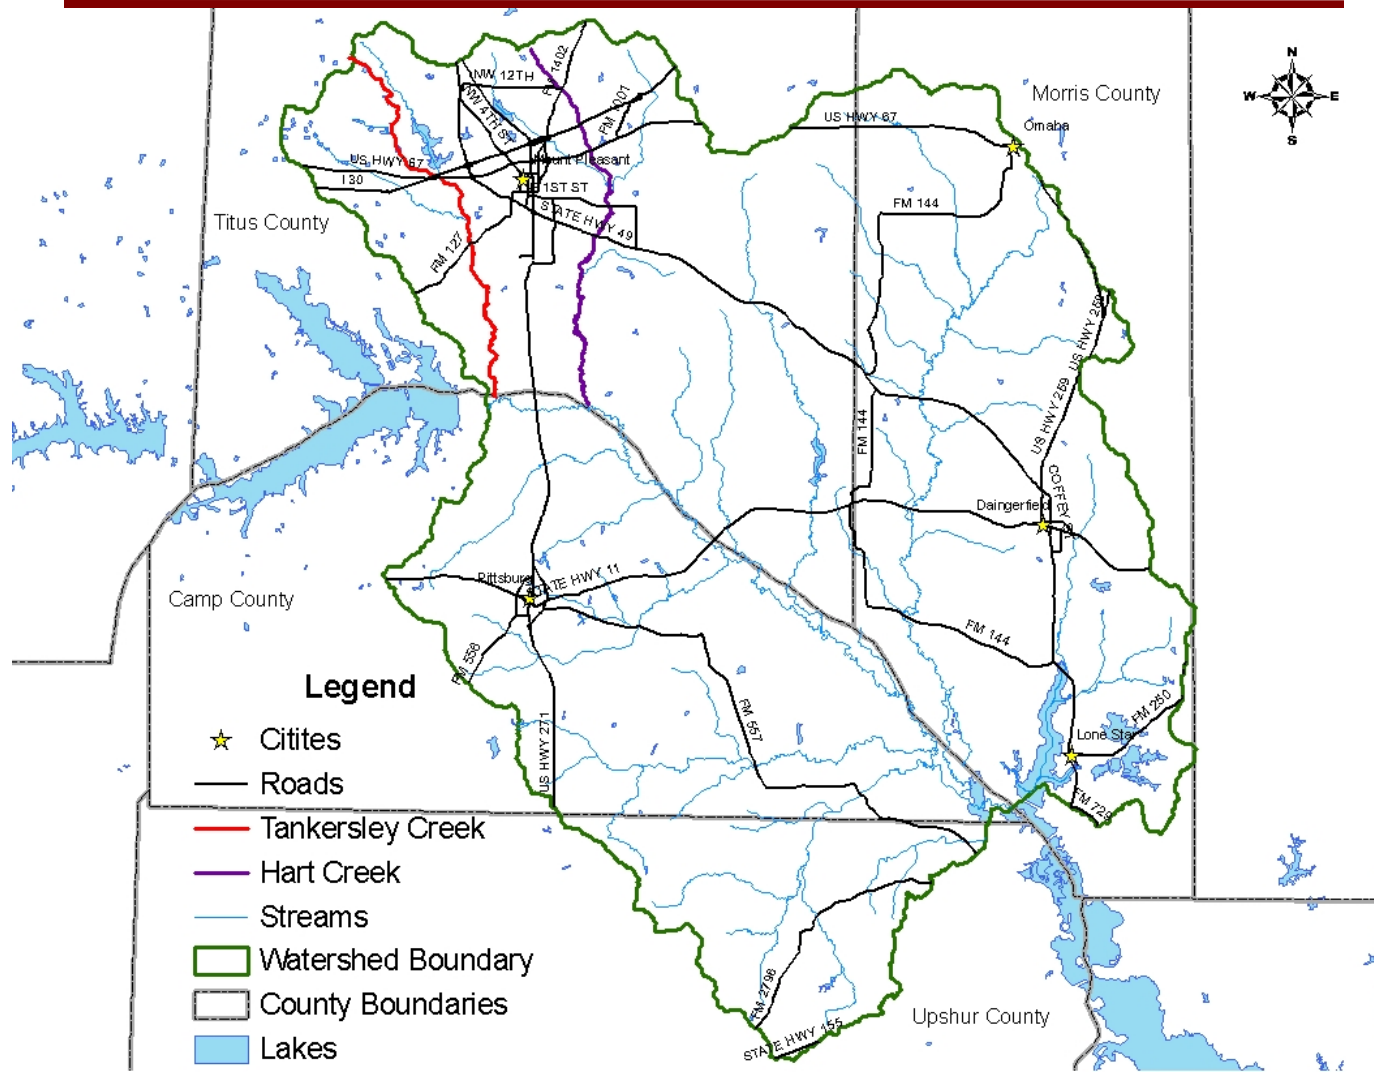 N
W E
S
Morris County
Omaha
US HWY 67
FM 1402
NW 12TH
NW 4TH ST
FM 1001
Mount Pleasant
US HWY 67
I 30
E 1ST ST
STATE HWY 49
FM 144
Titus County
FM 127
US HWY 259
US HWY 259
FM 144
Daingerfield
COFFEY ST
Pittsburg
STATE HWY 11
Camp County
FM 144
FM 556
FM 557
FM 250
Lone Star
US HWY 271
FM 729
Legend
Citites
Roads
Tankersley Creek
Hart Creek
Streams
Watershed Boundary
County Boundaries
Lakes
FM 2796
STATE HWY 155
Upshur County